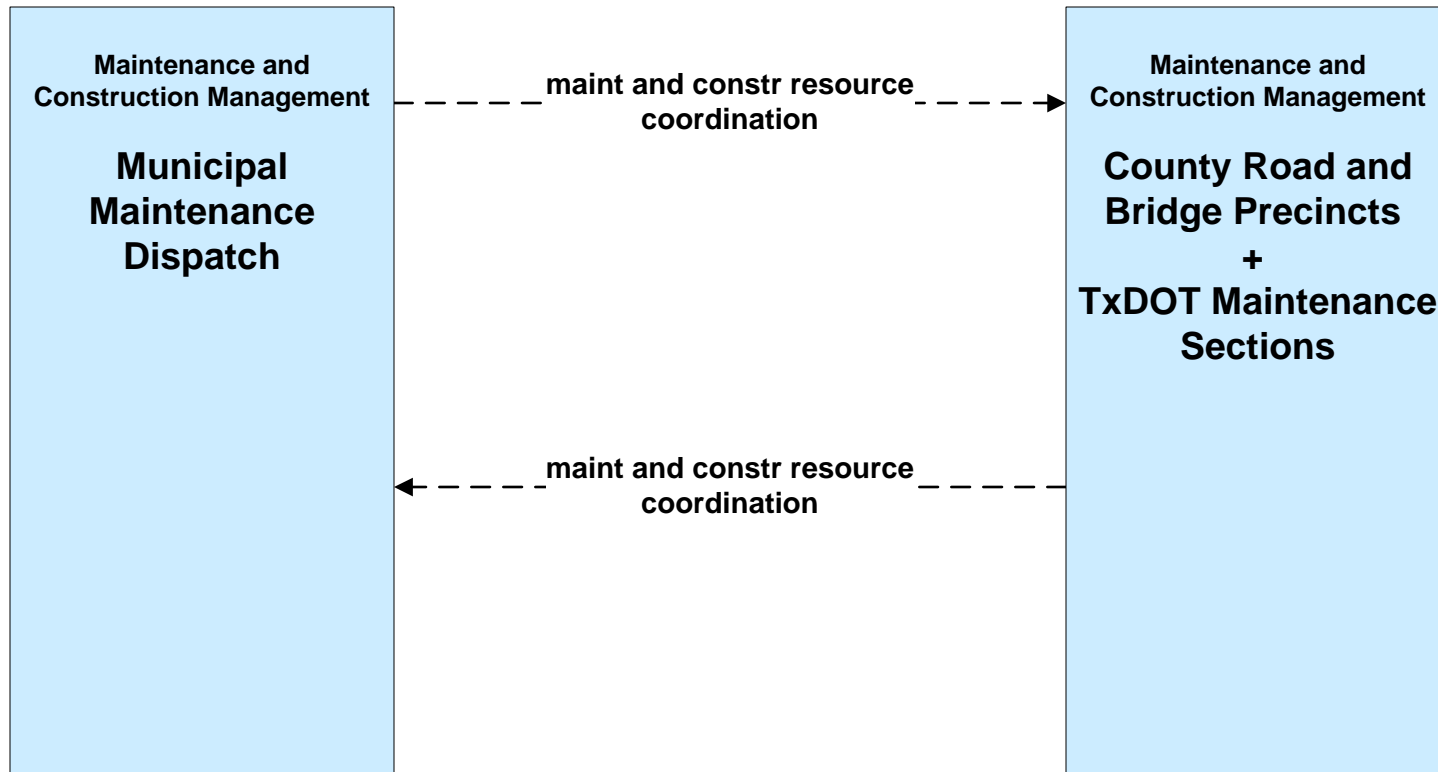 Maintenance and
Construction Management
Municipal
Maintenance
Dispatch
maint and constr resource
coordination
maint and constr resource
coordination
Maintenance and
Construction Management
County Road and
Bridge Precincts
+
TxDOT Maintenance
Sections